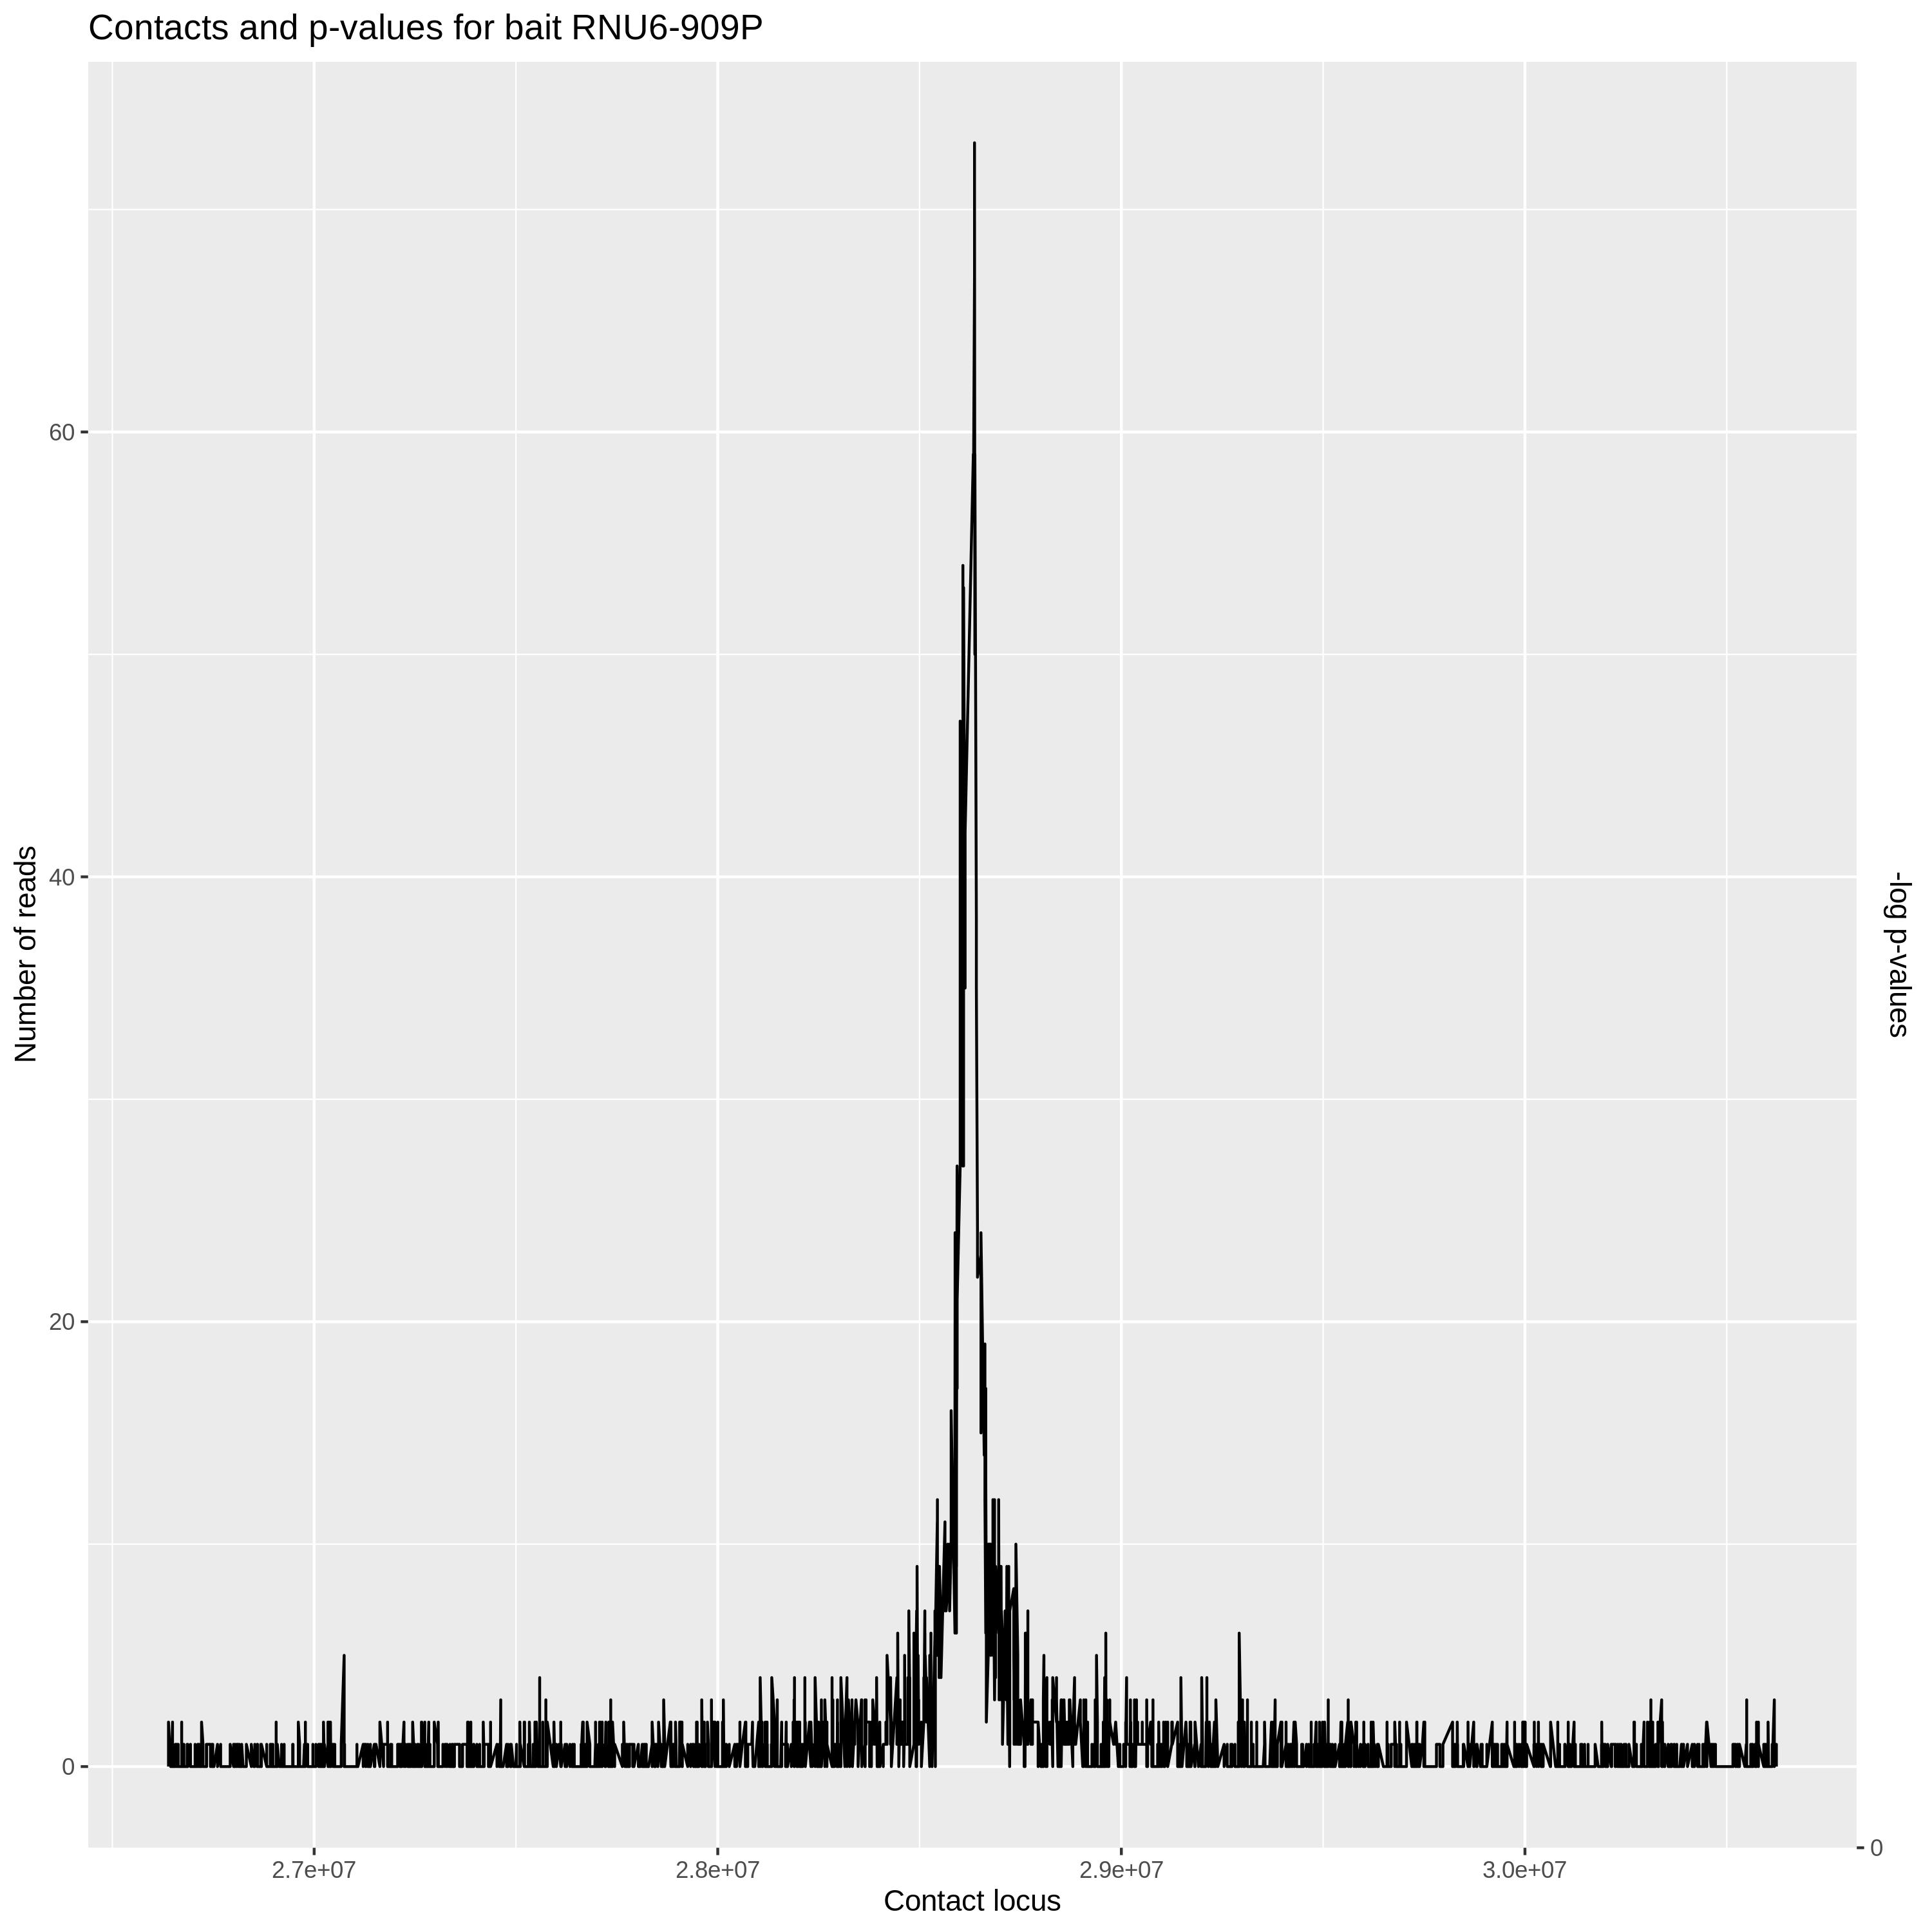 Contacts and p-values for bait RNU6-909P
60
40
20
0
Number of reads
-log p-values
0
2.7e+07
2.8e+07
2.9e+07
3.0e+07
Contact locus